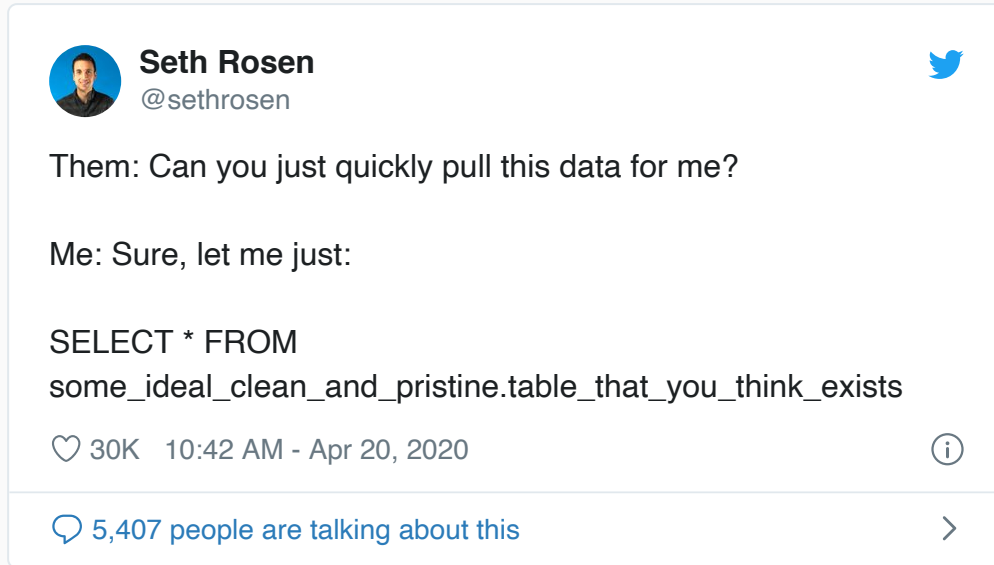 Seth Rosen
@sethrosen
Them: Can you just quickly pull this data for me?
Me: Sure, let me just:
SELECT * FROM
some_ideal_clean_and_pristine.table_that_you_think_exists
30K 10:42 AM - Apr 20, 2020
5,407 people are talking about this